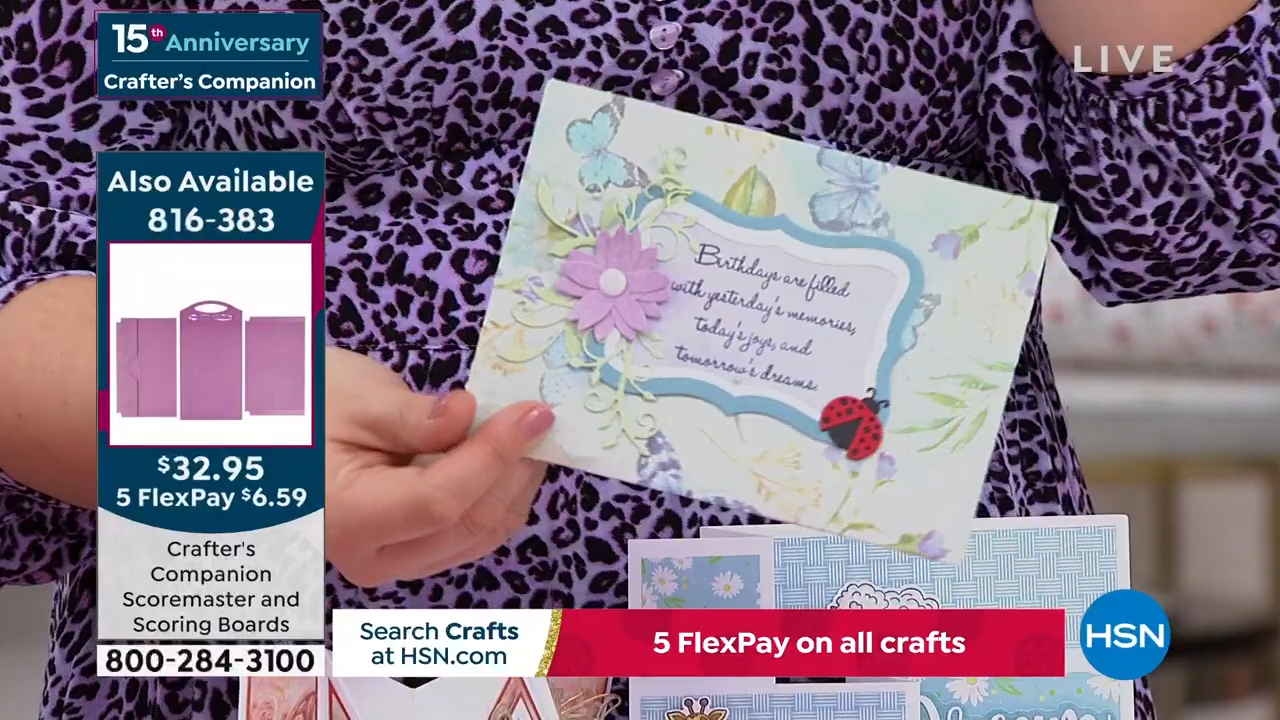 15th Anniversary
Crafter's Companion
LIVE
Also Available
816-383
$32.95
5 FlexPay $6.59
Crafter's
Companion
Scoremaster and
Scoring Boards
800-284-3100
Birthdays are filled
with yesterday's memories,
today's joys, and
tomorrow's dreams.
Search Crafts
at HSN.com
5 FlexPay on all crafts
HSN